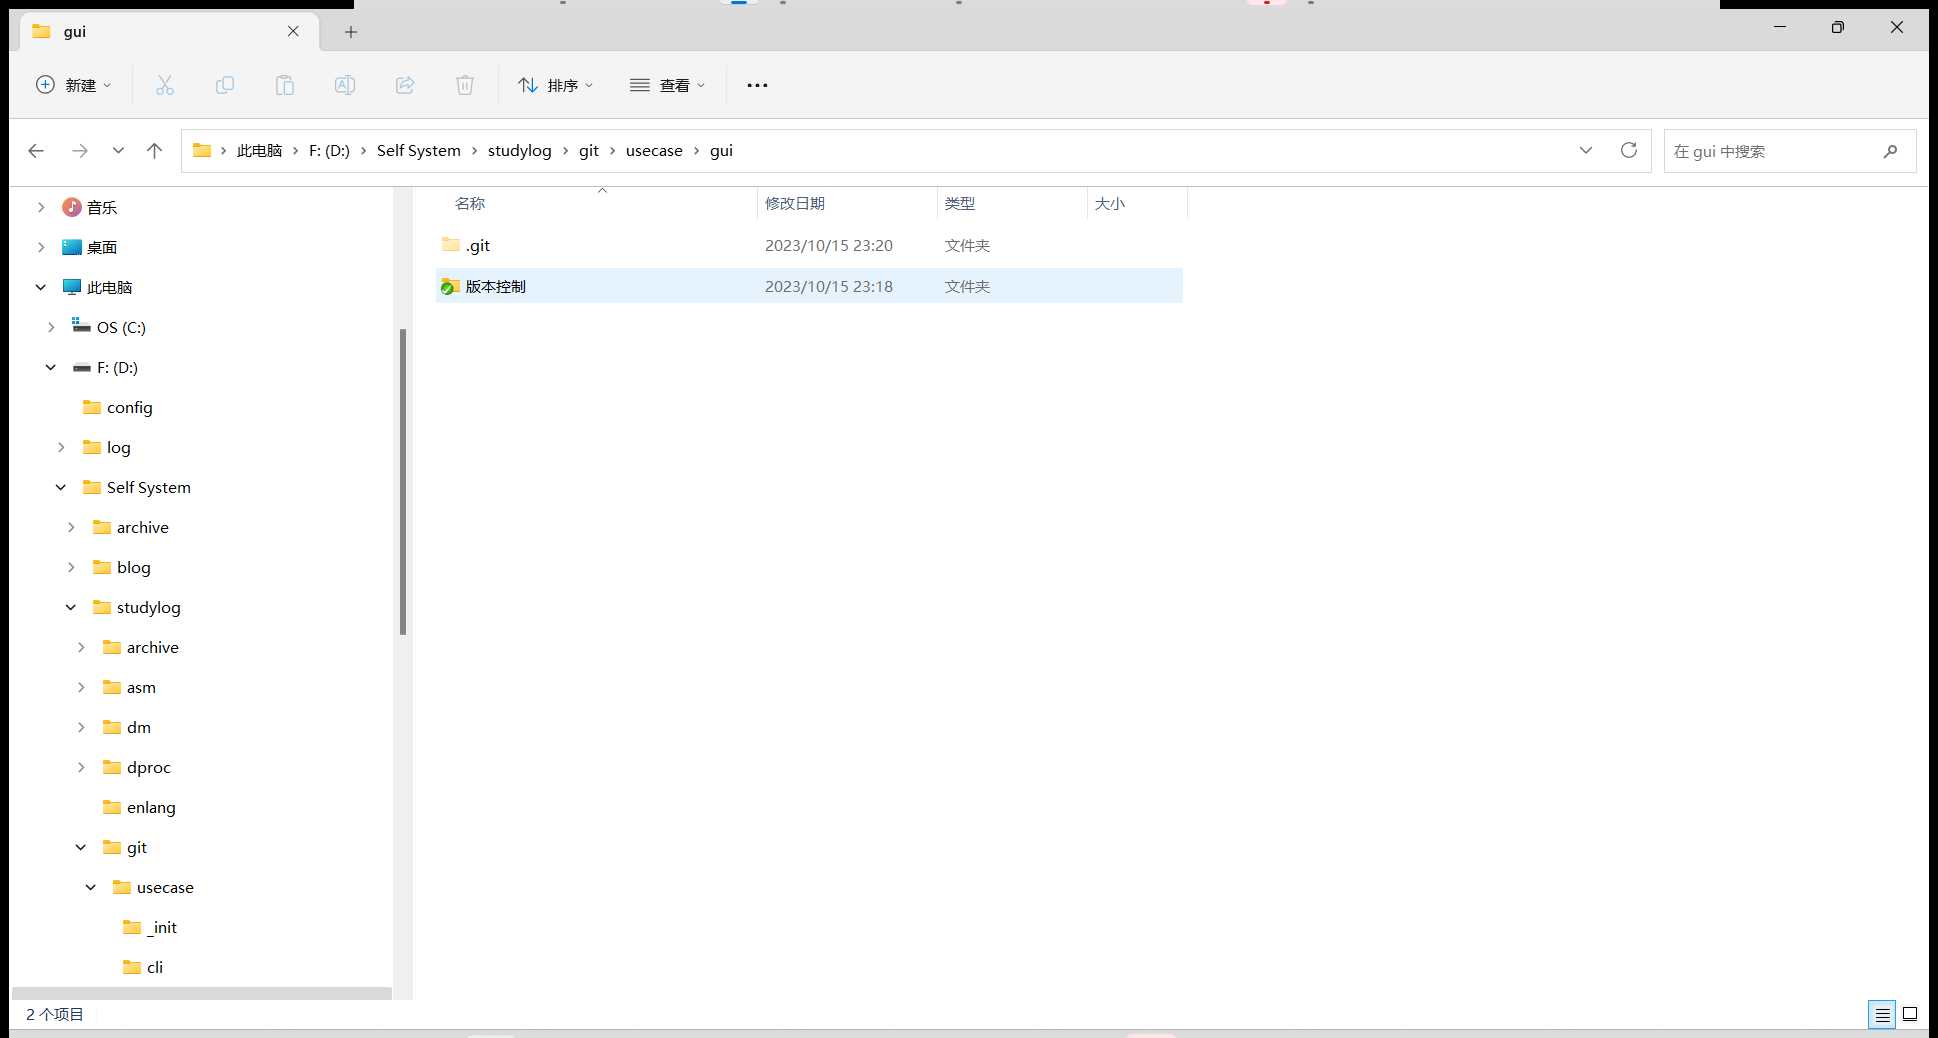 gui
新建
排序
查看
此电脑 F: (D:) Self System studylog git usecase gui
在 gui 中搜索
音乐
桌面
此电脑
OS (C:)
F: (D:)
config
log
Self System
archive
blog
studylog
archive
asm
dm
dproc
enlang
git
usecase
_init
cli
名称 修改日期 类型 大小
.git 2023/10/15 23:20 文件夹
版本控制 2023/10/15 23:18 文件夹
2 个项目